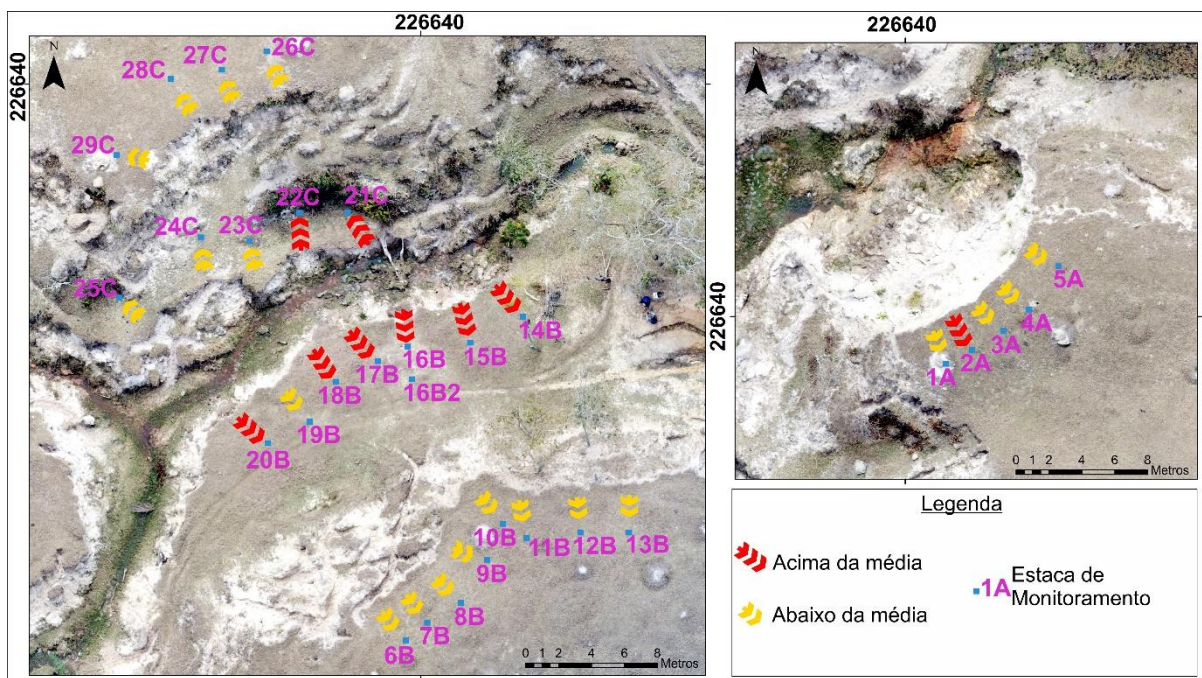 226640
226640
N
226640
26C
27C
28C
29C
22C
21C
24C
23C
25C
14B
15B
16B
17B
16B2
18B
19B
20B
10B
11B
12B
13B
9B
8B
7B
6B
0 1 2 4 6 8
Metros
N
226640
5A
4A
3A
2A
1A
0 1 2 4 6 8
Metros
Legenda
Acima da média
Abaixo da média
1A Estaca de
Monitoramento